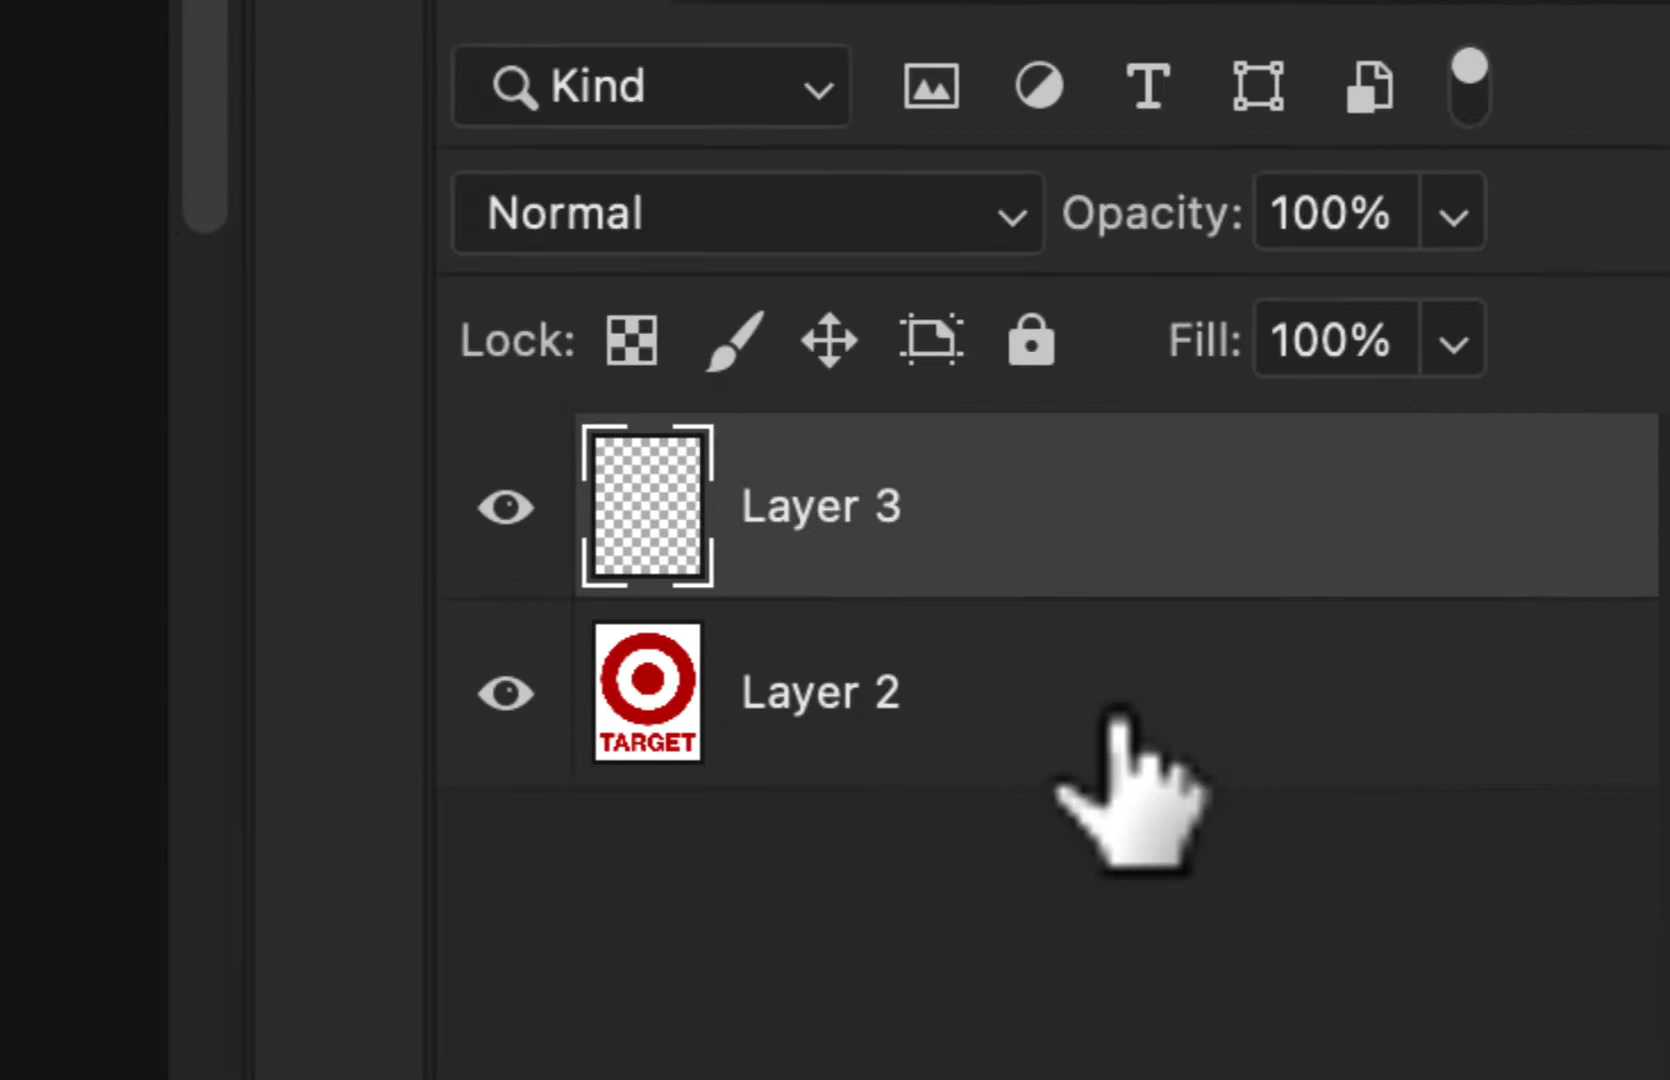 Kind
Normal
Opacity: 100%
Lock:
Fill: 100%
Layer 3
TARGET
Layer 2